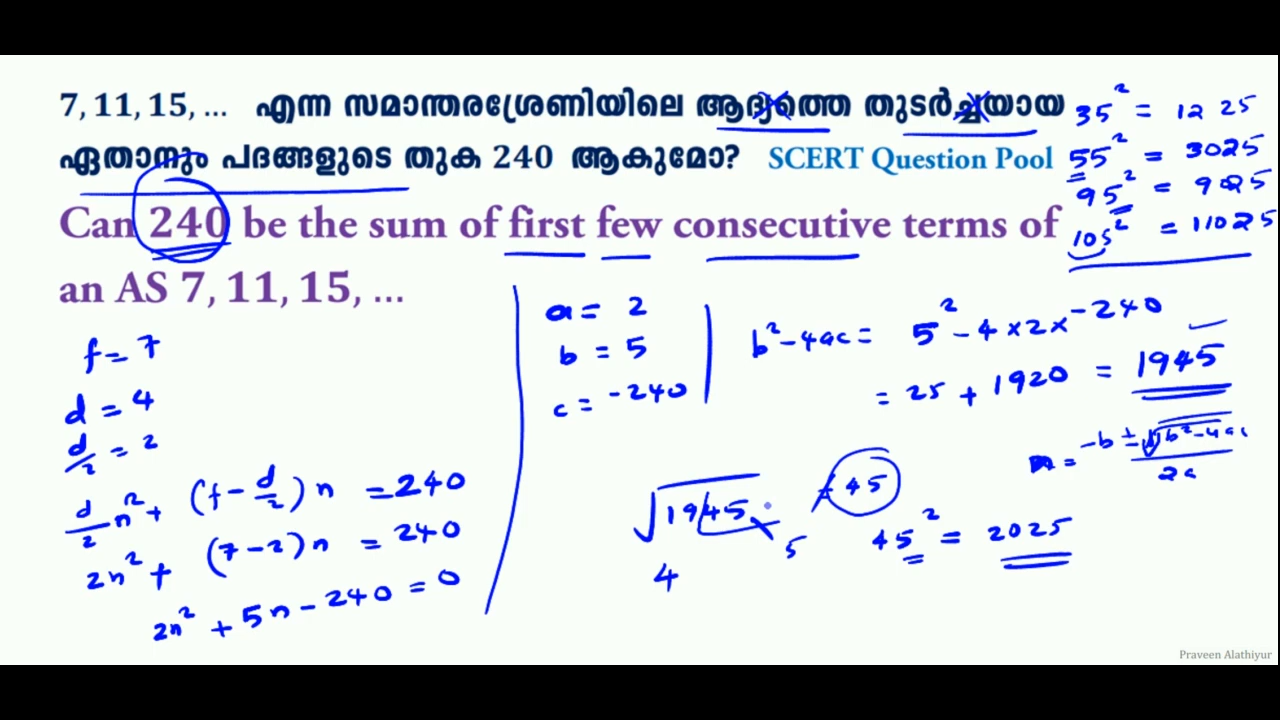 7, 11, 15, ... എന്ന സമാന്തരശ്രേണിയിലെ ആദ്യത്തെ തുടർച്ചയായ
ഏതാനും പദങ്ങളുടെ തുക 240 ആകുമോ? SCERT Question Pool
Can 240 be the sum of first few consecutive terms of
an AS 7, 11, 15, ...
35² = 1225
55² = 3025
95² = 9025
105² = 11025
f = 7
d = 4
d/2 = 2
d/2 n² + (f - d/2) n = 240
2n² + (7-2)n = 240
2n² + 5n - 240 = 0
a = 2
b = 5
c = -240
b² - 4ac = 5² - 4 × 2 × -240
= 25 + 1920 = 1945
n = -b ± √b² - 4ac / 2a
√1945 = 45
4 5
45² = 2025
Praveen Alathiyur